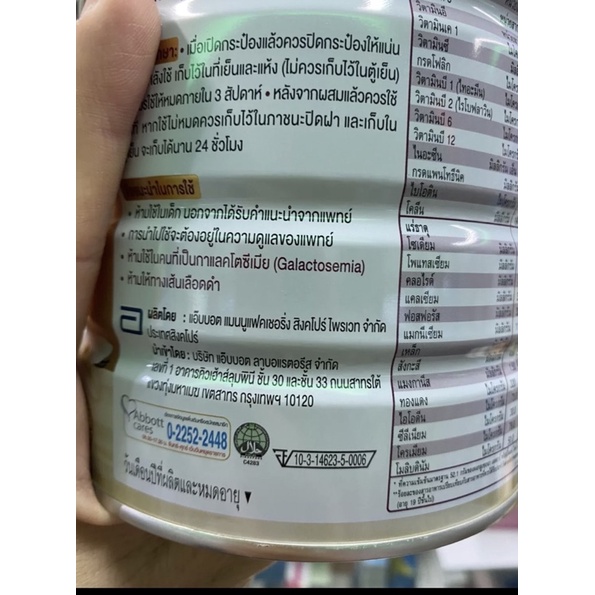 • เมื่อเปิดกระป๋องแล้วควรปิดกระป๋องให้แน่น
เก็บไว้ในที่เย็นและแห้ง (ไม่ควรเก็บไว้ในตู้เย็น)
ใช้ให้หมดภายใน 3 สัปดาห์ • หลังจากผสมแล้วควรใช้
หากใช้ไม่หมดควรเก็บไว้ในภาชนะปิดฝา และเก็บใน
จะเก็บได้นาน 24 ชั่วโมง
แนะนำในการใช้
• ห้ามใช้ในเด็ก นอกจากได้รับคำแนะนำจากแพทย์
• การนำไปใช้จะต้องอยู่ในความดูแลของแพทย์
• ห้ามใช้ในคนที่เป็นกาแลคโตซีเมีย (Galactosemia)
• ห้ามให้ทางเส้นเลือดดำ
ผลิตโดย : แอ๊บบอต แมนนูแฟคเชอริ่ง สิงคโปร์ ไพรเวท จำกัด
ประเทศสิงคโปร์
นำเข้าโดย : บริษัท แอ๊บบอต ลาบอแรตอรีส จำกัด
เลขที่ 1 อาคารคิวเฮ้าส์ลุมพินี ชั้น 30 และชั้น 33 ถนนสาทรใต้
แขวงทุ่งมหาเมฆ เขตสาทร กรุงเทพฯ 10120
Abbott
cares
0-2252-2448
C4283
10-3-14623-5-0006
วันเดือนปีที่ผลิตและหมดอายุ
วิตามินอี
วิตามินเค 1
วิตามินซี
กรดโฟลิก
วิตามินบี 1 (ไทอะมีน)
วิตามินบี 2 (ไรโบฟลาวิน)
วิตามินบี 6
วิตามินบี 12
ไนอะซีน
กรดแพนโทธีนิค
ไบโอติน
โคลีน
แร่ธาตุ
โซเดียม
โพแทสเซียม
คลอไรด์
แคลเซียม
ฟอสฟอรัส
แมกนีเซียม
เหล็ก
สังกะสี
แมงกานีส
ทองแดง
ไอโอดีน
ซีลีเนียม
โครเมียม
โมลิบดินัม